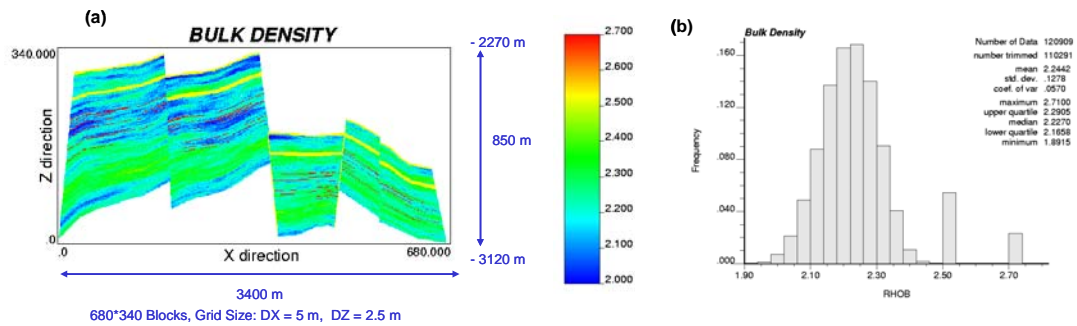 (a)
BULK DENSITY
340.000
Z direction
.0
.0
X direction
680.000
- 2270 m
850 m
- 3120 m
3400 m
680*340 Blocks, Grid Size: DX = 5 m, DZ = 2.5 m
2.700
2.600
2.500
2.400
2.300
2.200
2.100
2.000
(b)
Bulk Density
Number of Data 120909
number trimmed 110291
mean 2.2442
std. dev. .1278
coef. of var .0570
maximum 2.7100
upper quartile 2.2905
median 2.2270
lower quartile 2.1658
minimum 1.8915
Frequency
.160
.120
.080
.040
.000
1.90
2.10
2.30
2.50
2.70
RHOB